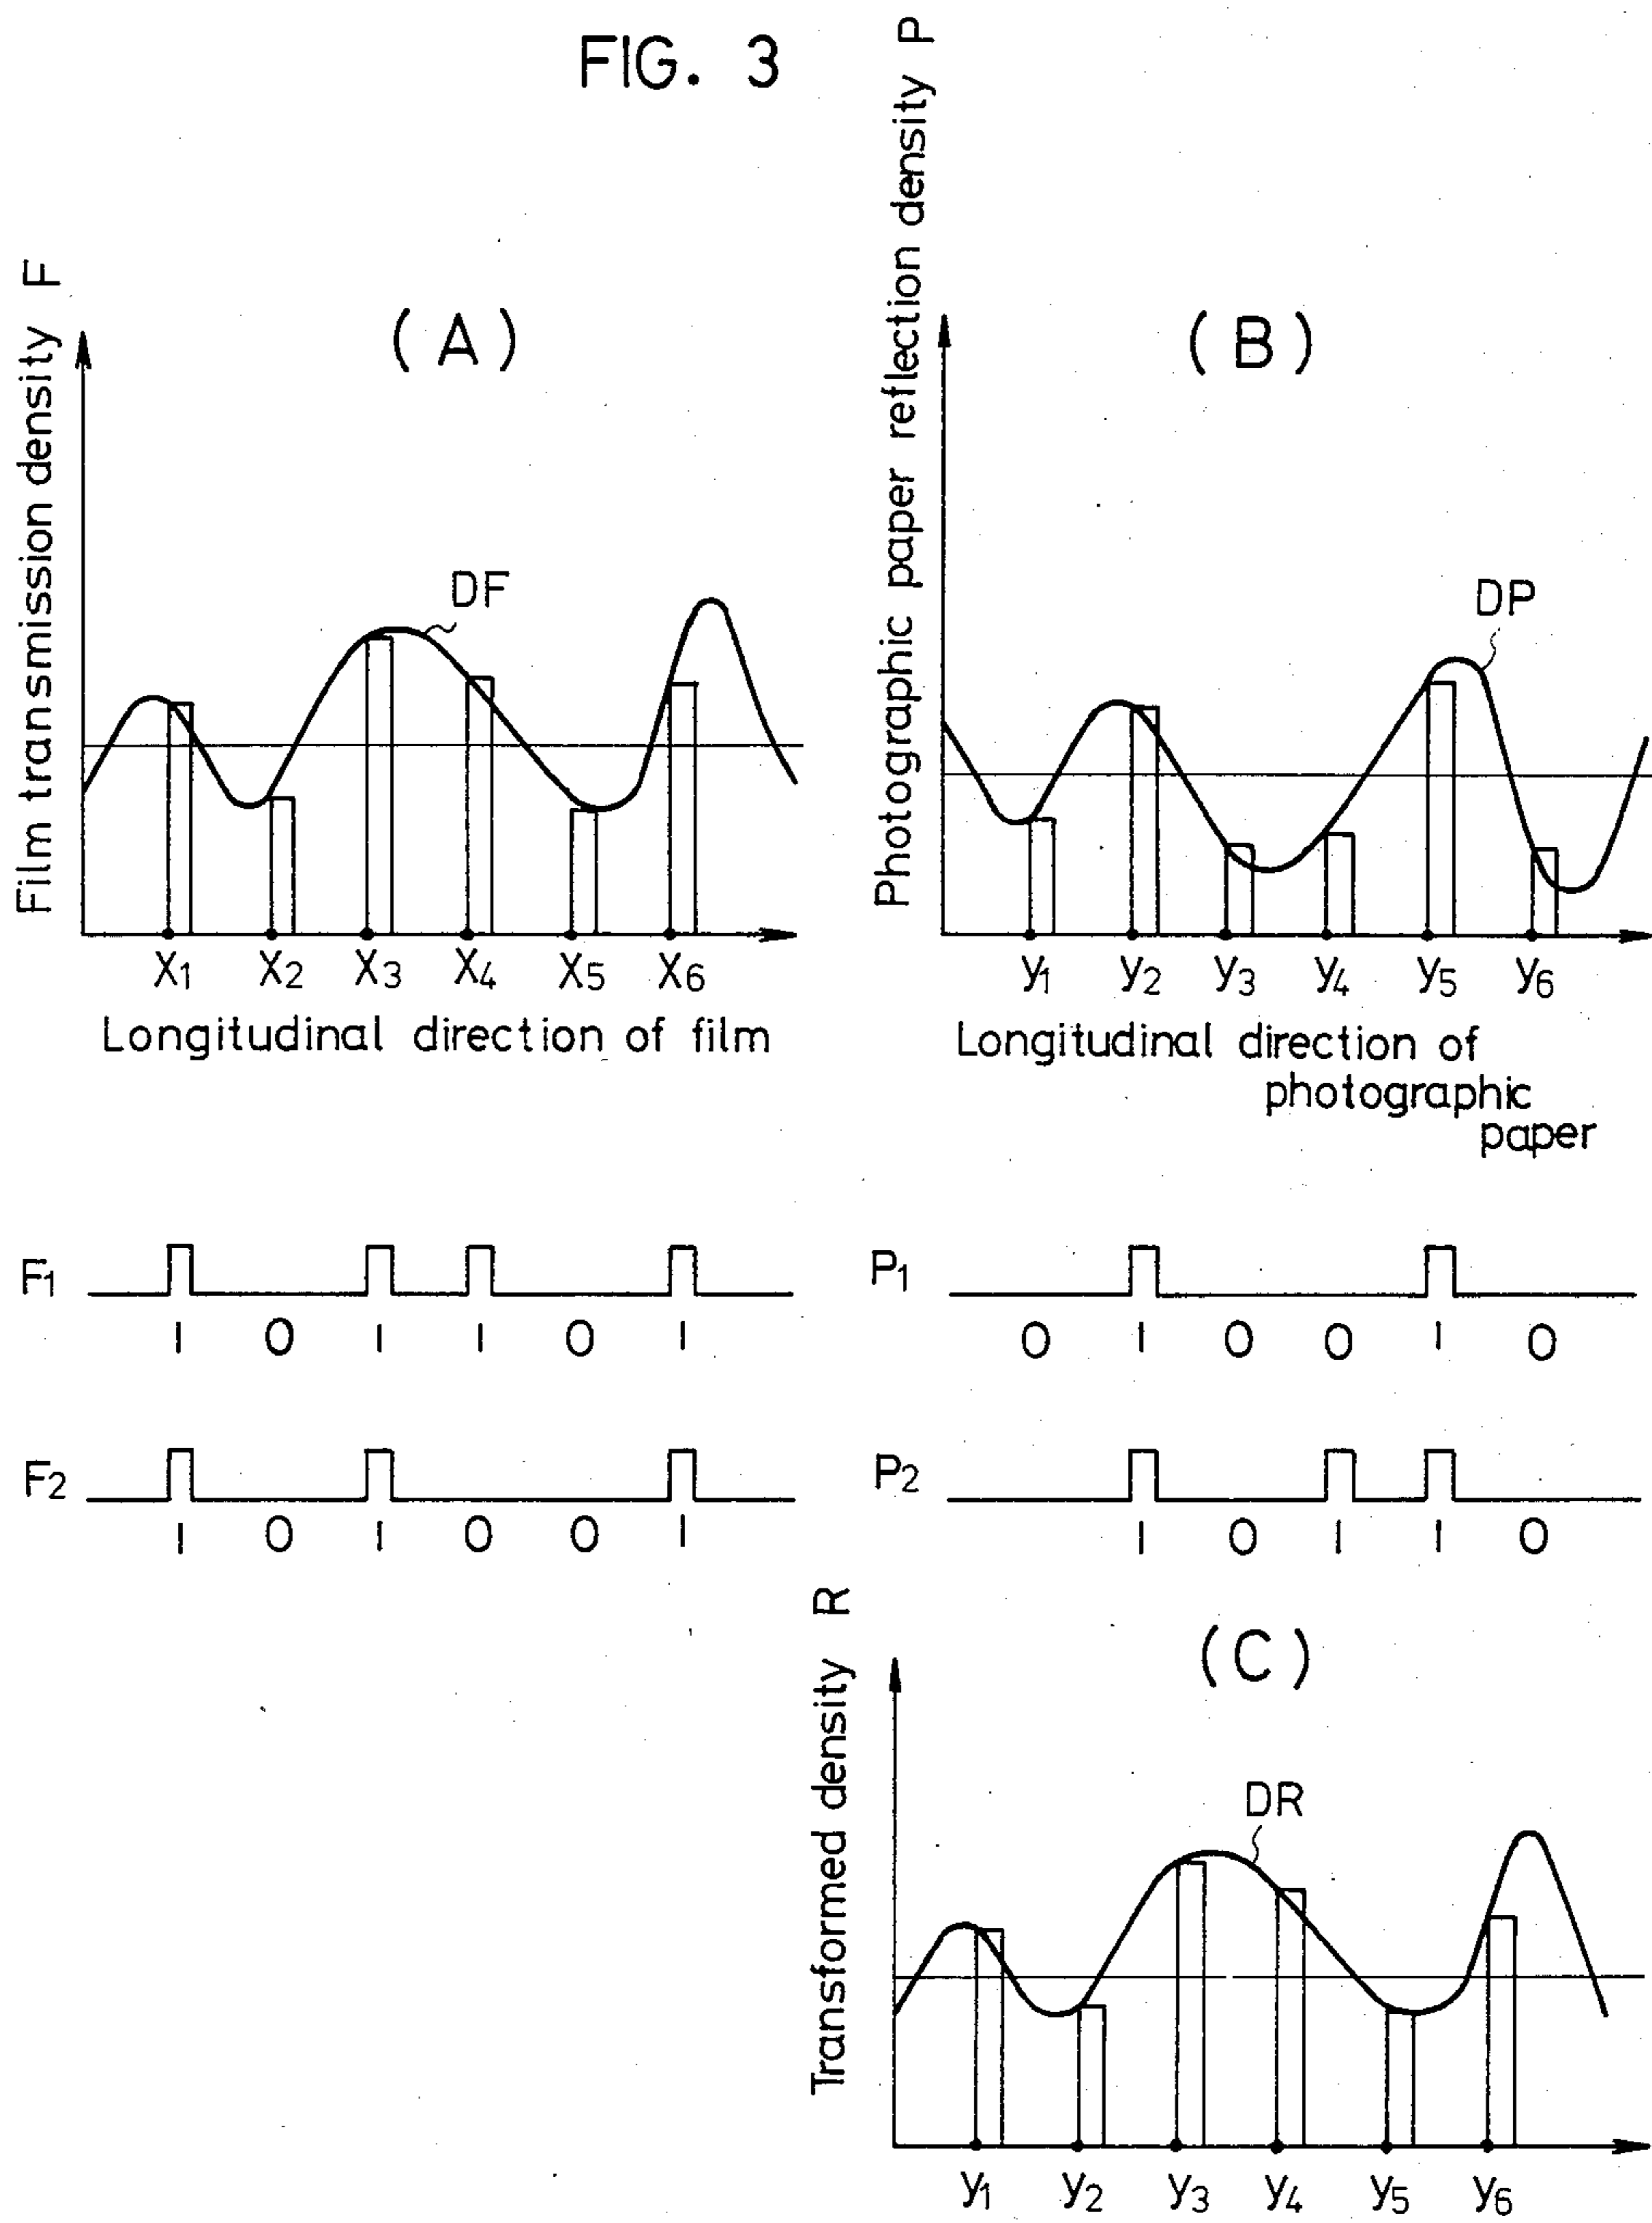 FIG. 3
(A)
Film transmission density F
DF
X1 X2 X3 X4 X5 X6
Longitudinal direction of film
(B)
Photographic paper reflection density P
DP
y1 y2 y3 y4 y5 y6
Longitudinal direction of
photographic
paper
F1
1 0 1 1 0 1
P1
0 1 0 0 1 0
F2
1 0 1 0 0 1
P2
1 0 1 1 0
(C)
Transformed density R
DR
y1 y2 y3 y4 y5 y6